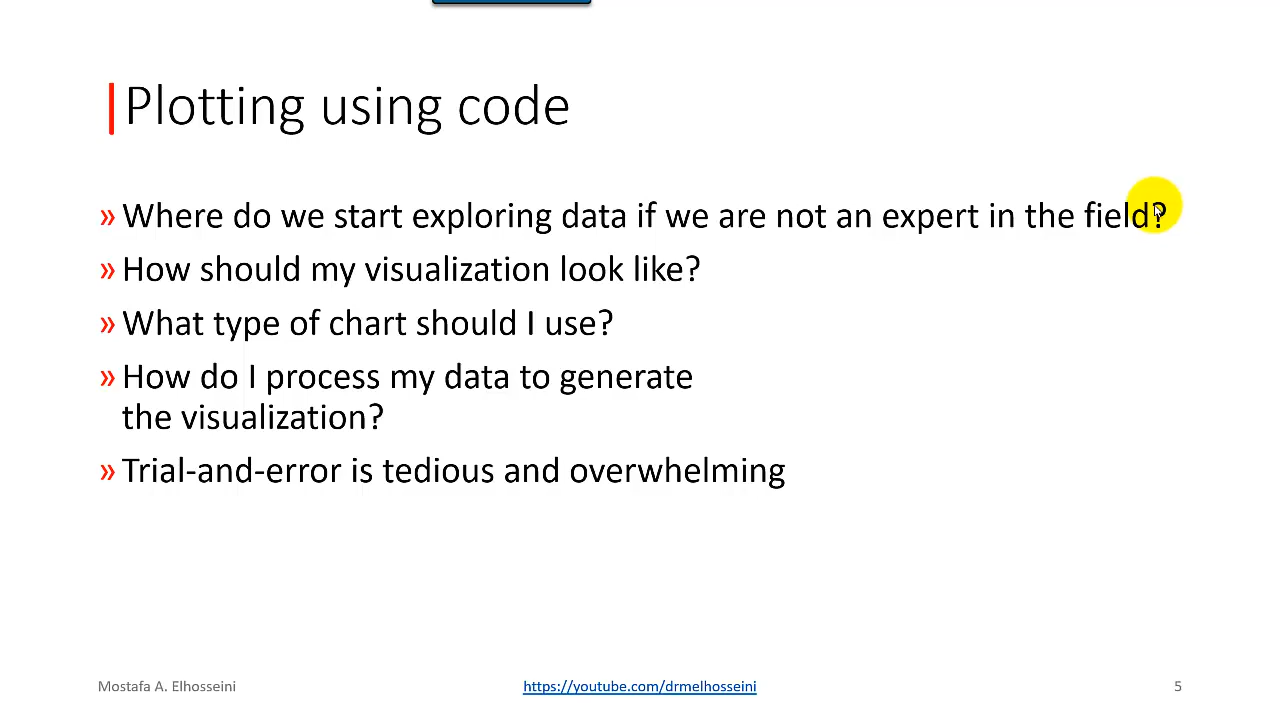 Plotting using code
» Where do we start exploring data if we are not an expert in the field?
» How should my visualization look like?
» What type of chart should I use?
» How do I process my data to generate
the visualization?
» Trial-and-error is tedious and overwhelming
Mostafa A. Elhosseini
https://youtube.com/drmelhosseini
5